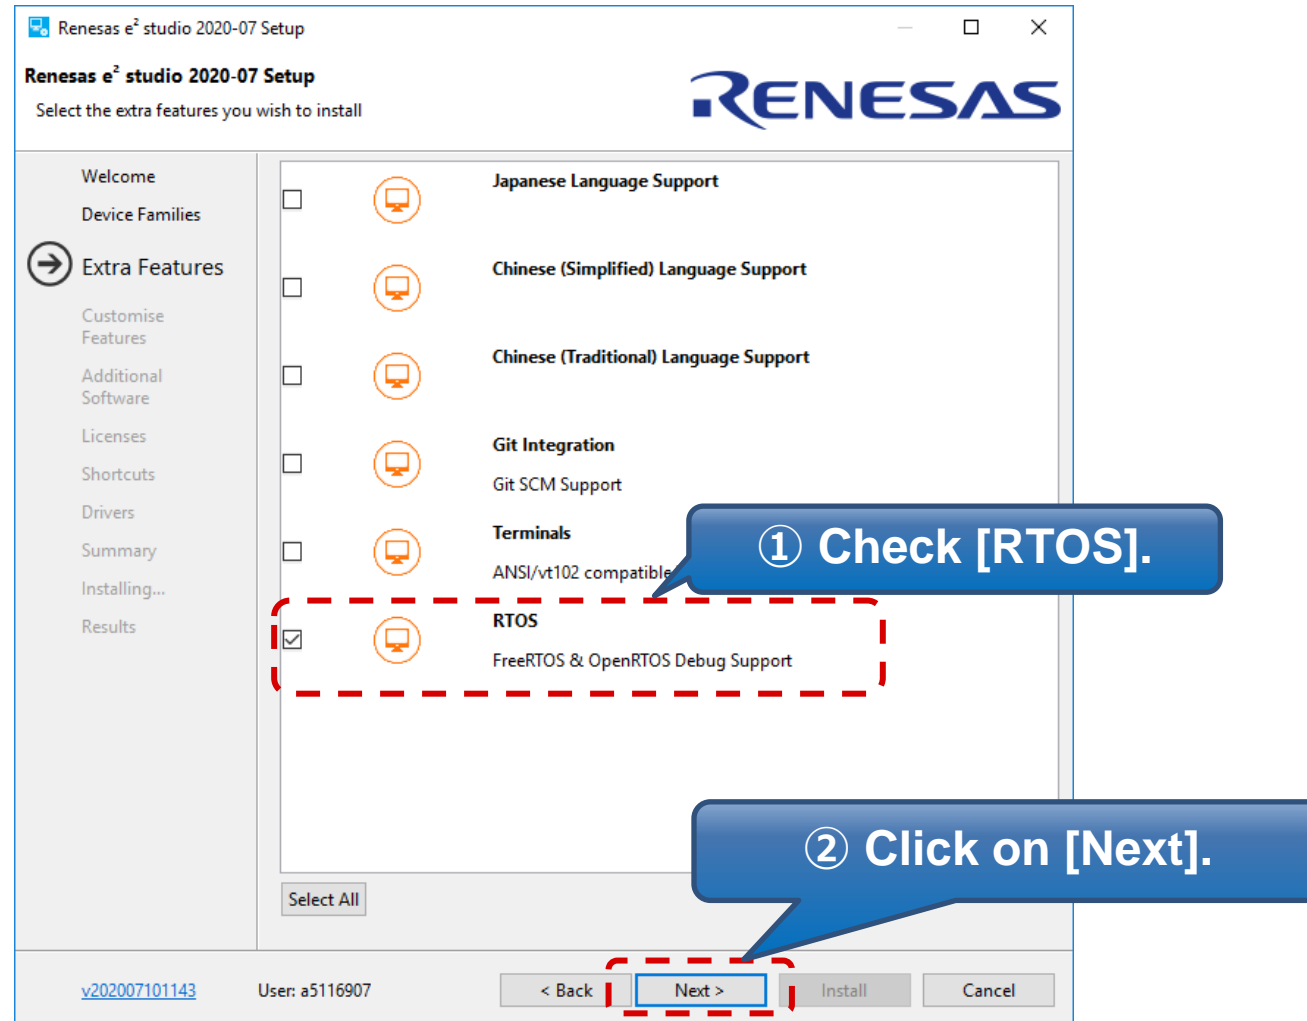 Renesas e² studio 2020-07 Setup
Renesas e² studio 2020-07 Setup
Select the extra features you wish to install
RENESAS
Welcome
Device Families
Extra Features
Customise
Features
Additional
Software
Licenses
Shortcuts
Drivers
Summary
Installing...
Results
Japanese Language Support
Chinese (Simplified) Language Support
Chinese (Traditional) Language Support
Git Integration
Git SCM Support
Terminals
ANSI/vt102 compatible
① Check [RTOS].
RTOS
FreeRTOS & OpenRTOS Debug Support
② Click on [Next].
Select All
v202007101143
User: a5116907
< Back
Next >
Install
Cancel